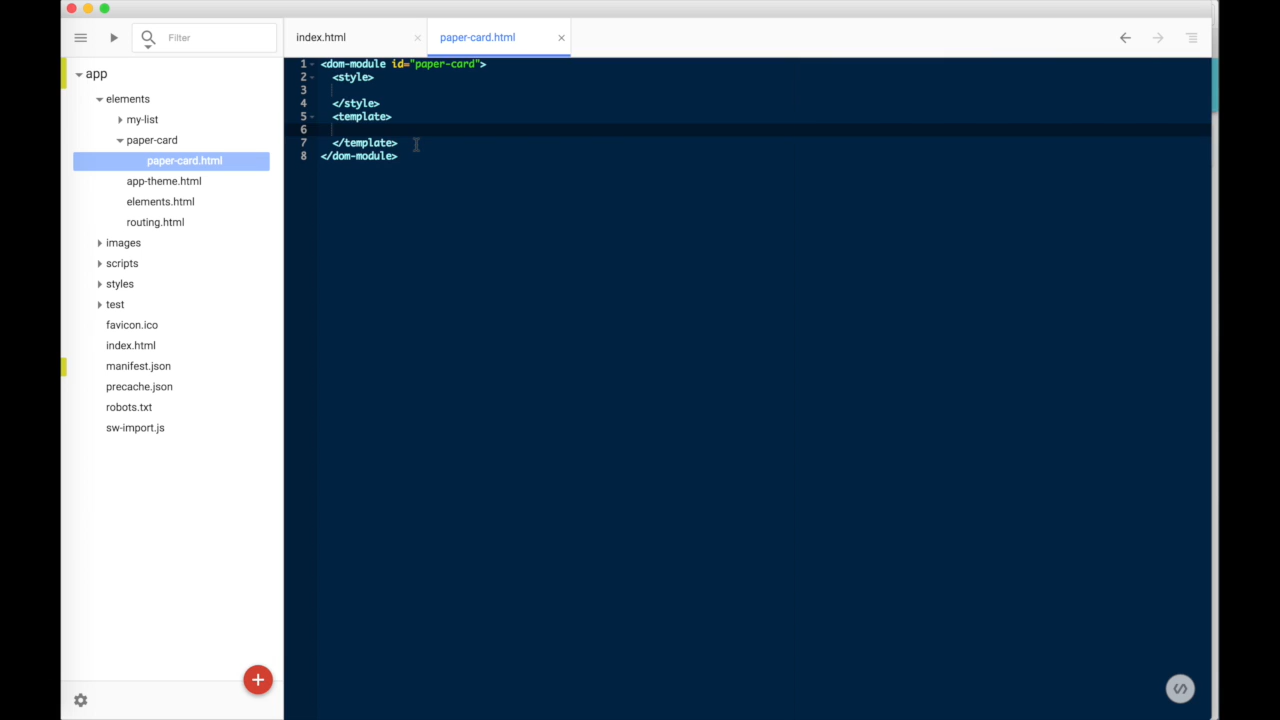 Filter
index.html
paper-card.html
app
elements
my-list
paper-card
paper-card.html
app-theme.html
elements.html
routing.html
images
scripts
styles
test
favicon.ico
index.html
manifest.json
precache.json
robots.txt
sw-import.js
1 <dom-module id="paper-card">
2 <style>
3
4 </style>
5 <template>
6
7 </template>
8 </dom-module>